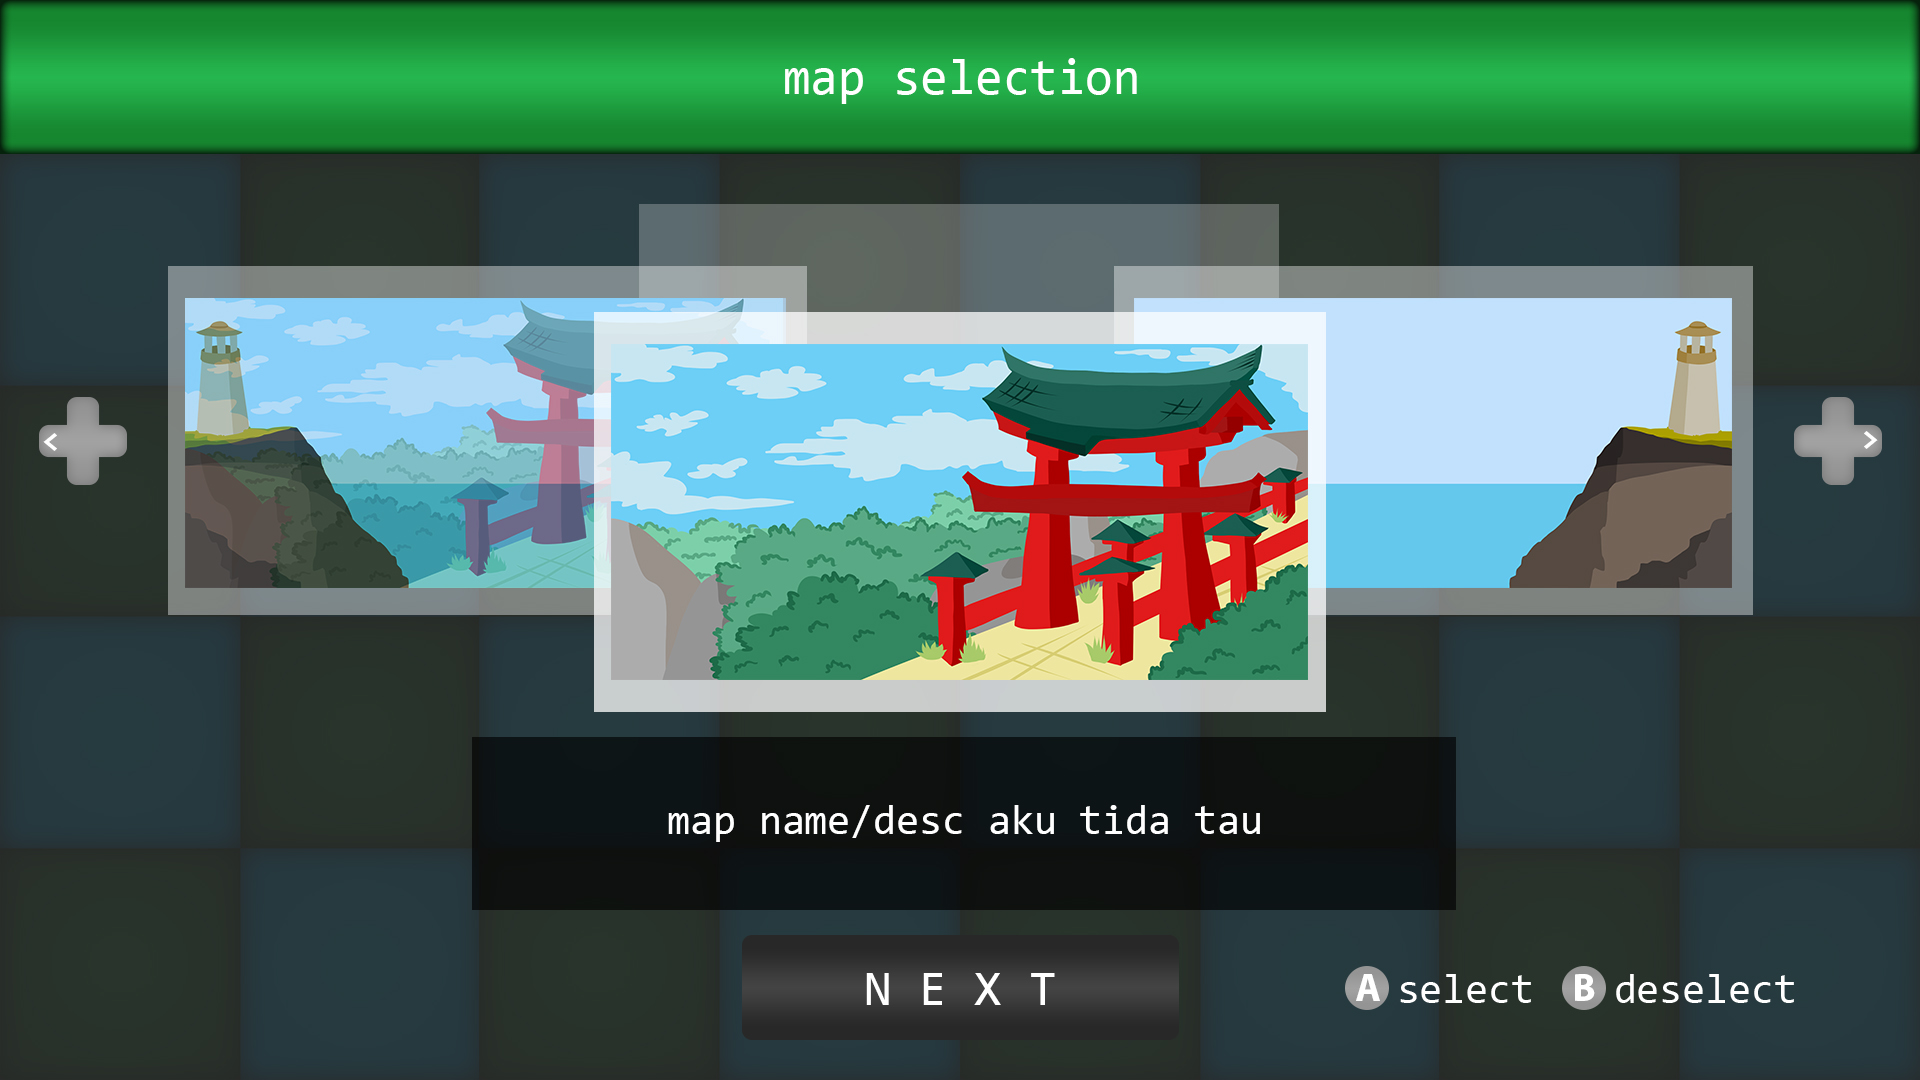 map selection
<
>
map name/desc aku tida tau
N E X T
A select B deselect